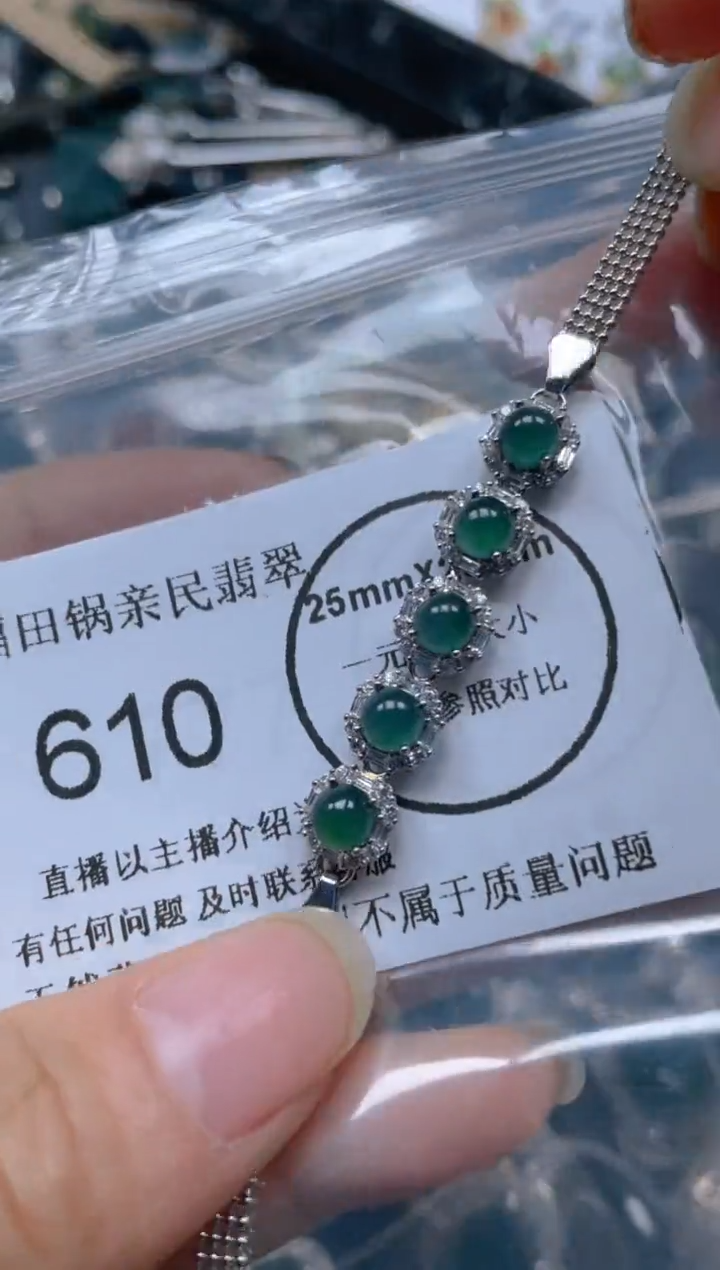 田锅亲民翡翠
25mmX
大小
一元
参照对比
610
直播以主播介绍
有任何问题 及时联系
不属于质量问题